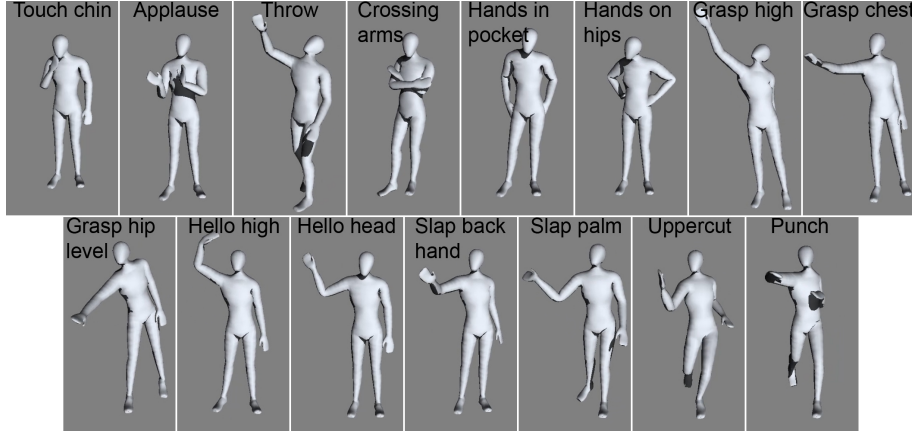 Touch chin
Applause
Throw
Crossing
arms
Hands in
pocket
Hands on
hips
Grasp high
Grasp chest
Grasp hip
level
Hello high
Hello head
Slap back
hand
Slap palm
Uppercut
Punch